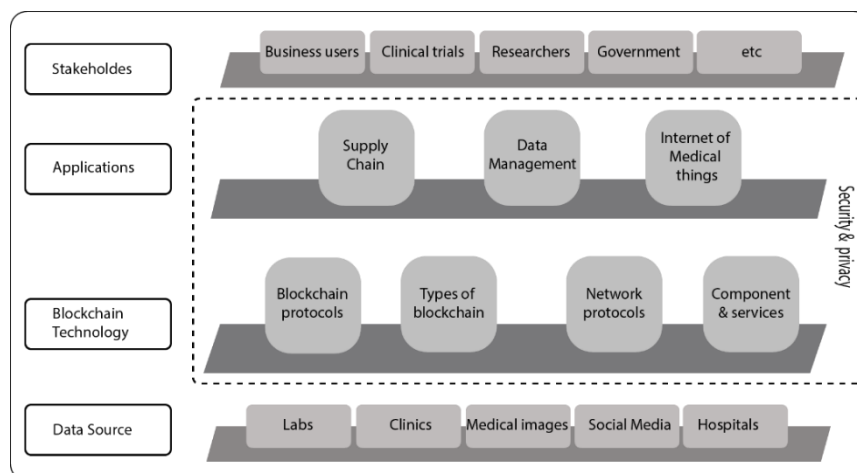 Stakeholdes
Business users
Clinical trials
Researchers
Government
etc
Applications
Supply
Chain
Data
Management
Internet of
Medical
things
Security & privacy
Blockchain
Technology
Blockchain
protocols
Types of
blockchain
Network
protocols
Component
& services
Data Source
Labs
Clinics
Medical images
Social Media
Hospitals